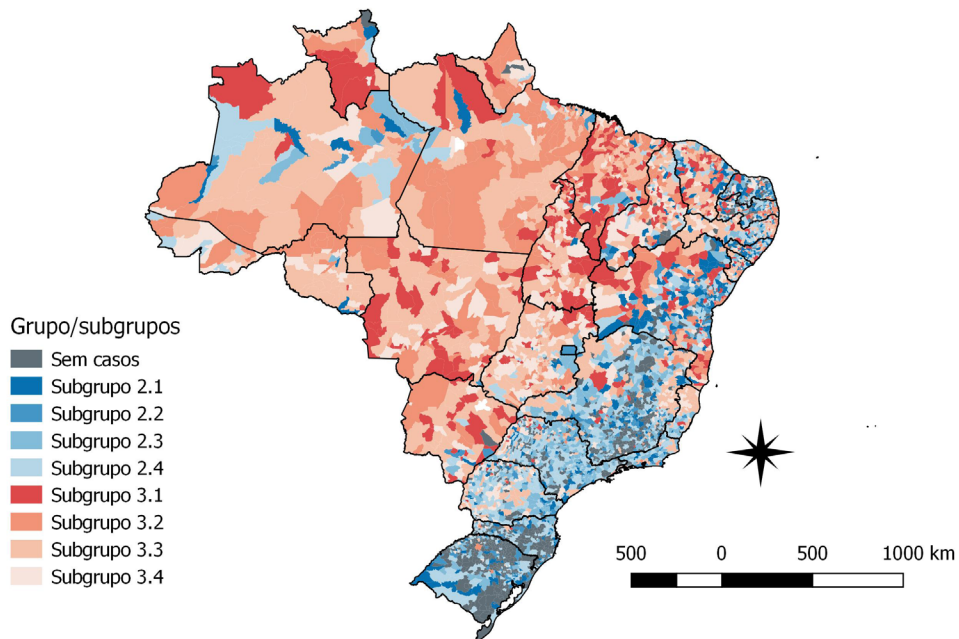 Grupo/subgrupos
Sem casos
Subgrupo 2.1
Subgrupo 2.2
Subgrupo 2.3
Subgrupo 2.4
Subgrupo 3.1
Subgrupo 3.2
Subgrupo 3.3
Subgrupo 3.4
500 0 500 1000 km